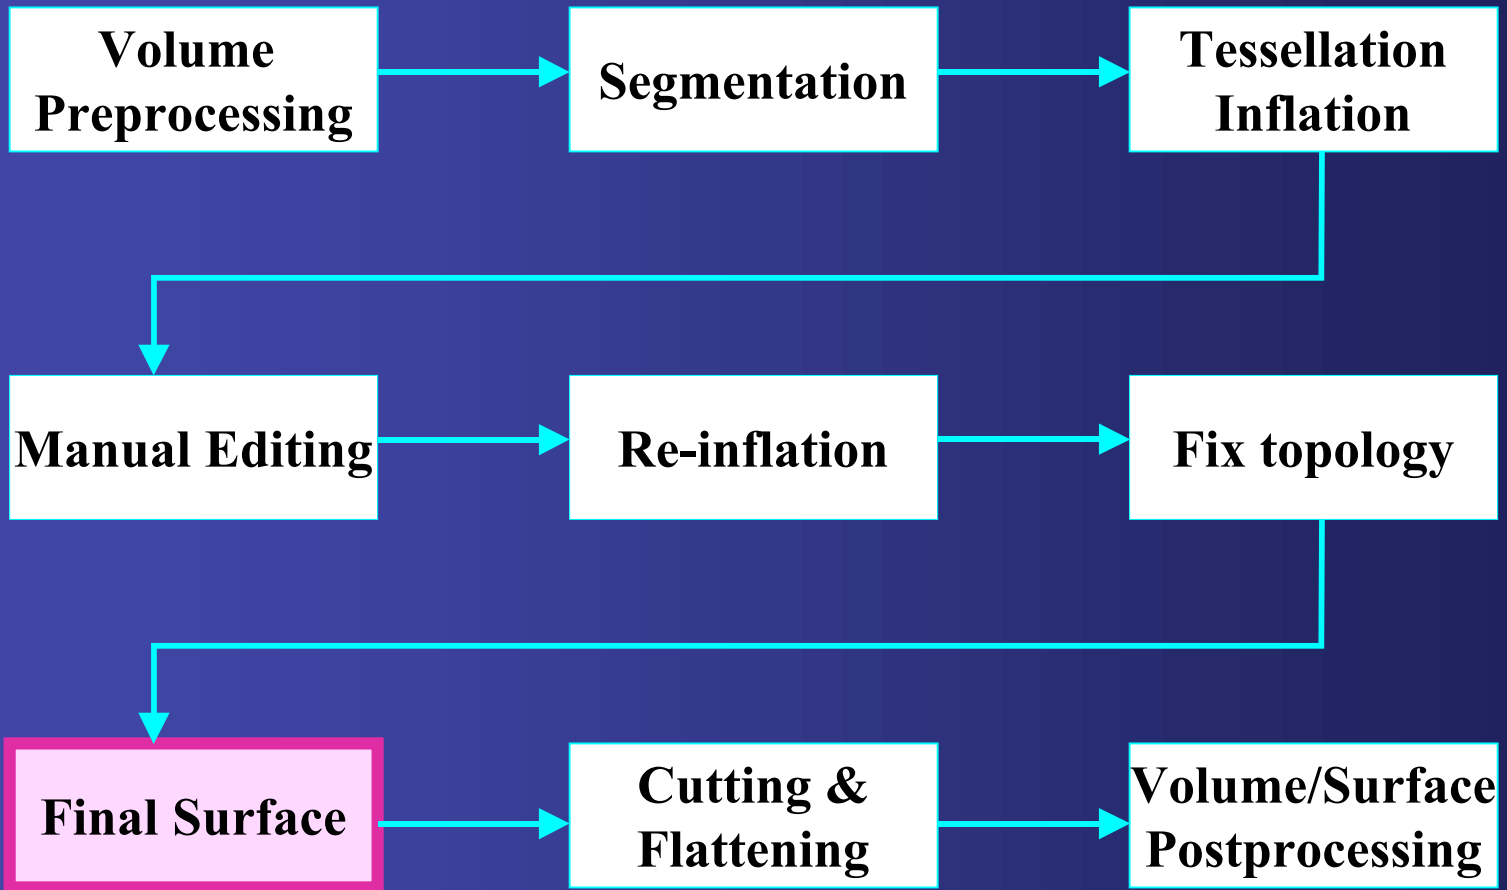 Volume
Preprocessing
Segmentation
Tessellation
Inflation
Manual Editing
Re-inflation
Fix topology
Final Surface
Cutting &
Flattening
Volume/Surface
Postprocessing